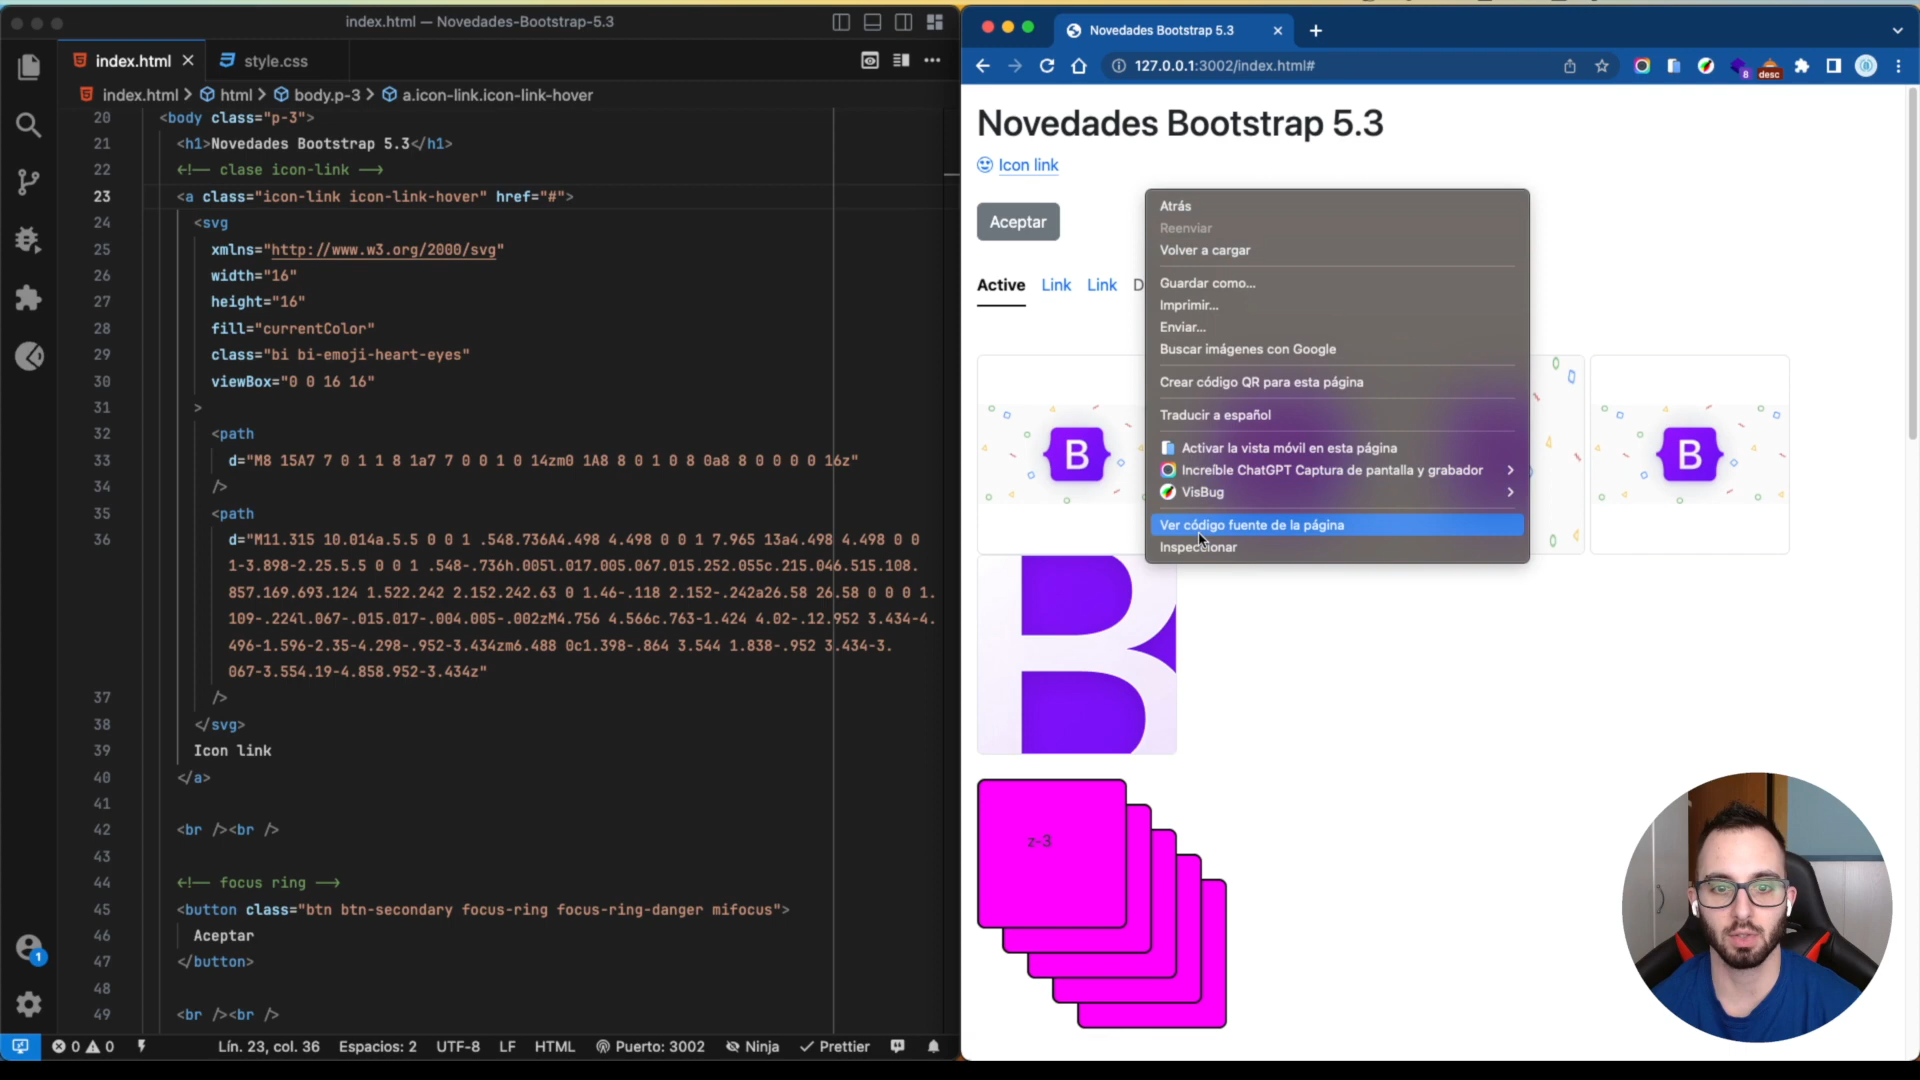 index.html — Novedades-Bootstrap-5.3
index.html
style.css
index.html > html > body.p-3 > a.icon-link.icon-link-hover
20 <body class="p-3">
21 <h1>Novedades Bootstrap 5.3</h1>
22 <!-- clase icon-link -->
23 <a class="icon-link icon-link-hover" href="#">
24 <svg
25 xmlns="http://www.w3.org/2000/svg"
26 width="16"
27 height="16"
28 fill="currentColor"
29 class="bi bi-emoji-heart-eyes"
30 viewBox="0 0 16 16"
31 >
32 <path
33 d="M8 15A7 7 0 1 1 8 1a7 7 0 0 1 0 14zm0 1A8 8 0 1 0 8 0a8 8 0 0 0 0 16z"
34 />
35 <path
36 d="M11.315 10.014a.5.5 0 0 1 .548.736A4.498 4.498 0 0 1 7.965 13a4.498 4.498 0 0
1-3.898-2.25.5.5 0 0 1 .548-.736h.005l.017.005.067.015.252.055c.215.046.515.108.
857.169.693.124 1.522.242 2.152.242.63 0 1.46-.118 2.152-.242a26.58 26.58 0 0 0 1.
109-.224l.067-.015.017-.004.005-.002zM4.756 4.566c.763-1.424 4.02-.12.952 3.434-4.
496-1.596-2.35-4.298-.952-3.434zm6.488 0c1.398-.864 3.544 1.838-.952 3.434-3.
067-3.554.19-4.858.952-3.434z"
37 />
38 </svg>
39 Icon link
40 </a>
41
42 <br /><br />
43
44 <!-- focus ring -->
45 <button class="btn btn-secondary focus-ring focus-ring-danger mifocus">
46 Aceptar
47 </button>
48
49 <br /><br />
1
0 0 Lín. 23, col. 36 Espacios: 2 UTF-8 LF HTML Puerto: 3002 Ninja Prettier
Novedades Bootstrap 5.3
127.0.0.1:3002/index.html#
8
desc
Novedades Bootstrap 5.3
Icon link
Aceptar
Active Link Link D
Atrás
Reenviar
Volver a cargar
Guardar como...
Imprimir...
Enviar...
Buscar imágenes con Google
Crear código QR para esta página
Traducir a español
Activar la vista móvil en esta página
Increíble ChatGPT Captura de pantalla y grabador
VisBug
Ver código fuente de la página
Inspeccionar
B
B
B
z-3